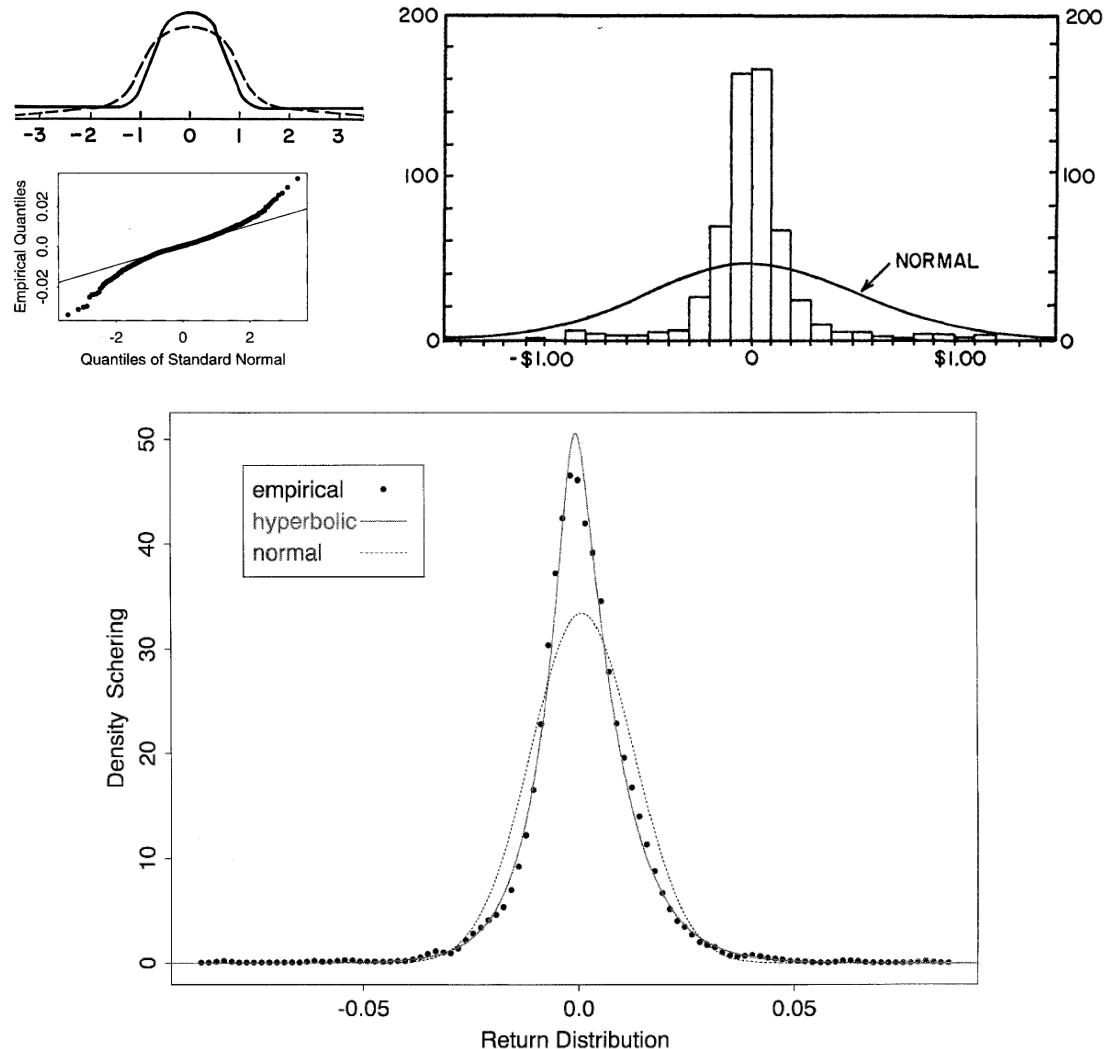 -3 -2 -1 0 1 2 3
Empirical Quantiles
0.02
0.0
-0.02
-2 0 2
Quantiles of Standard Normal
200 200
100 100
NORMAL
0 0
-$1.00 0 $1.00
50
40
30
20
10
0
Density Schering
empirical
hyperbolic
normal
-0.05 0.0 0.05
Return Distribution